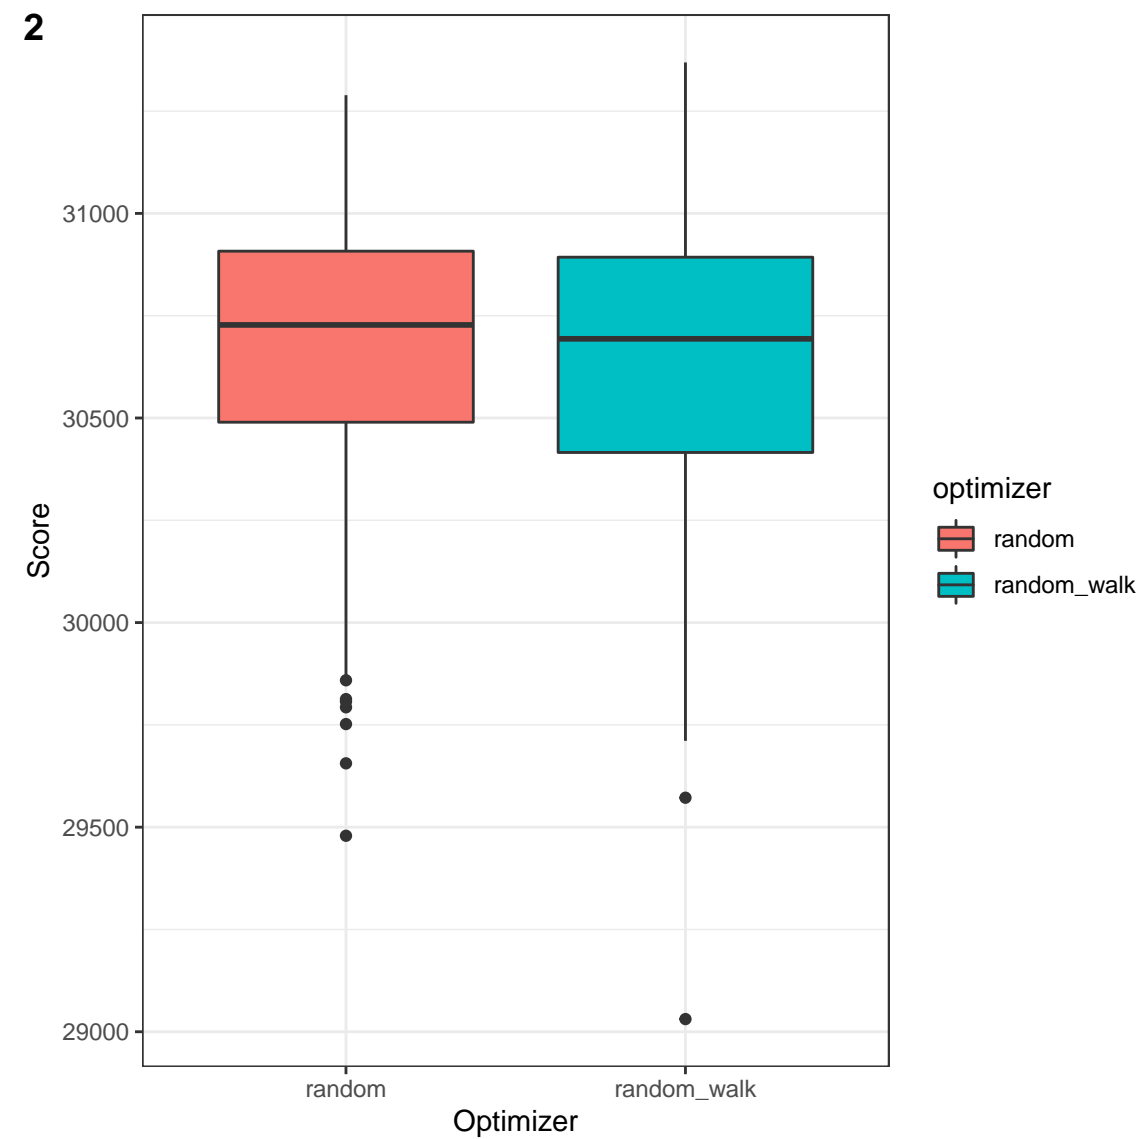 2
31000
30500
30000
29500
29000
Score
random
random_walk
Optimizer
optimizer
random
random_walk